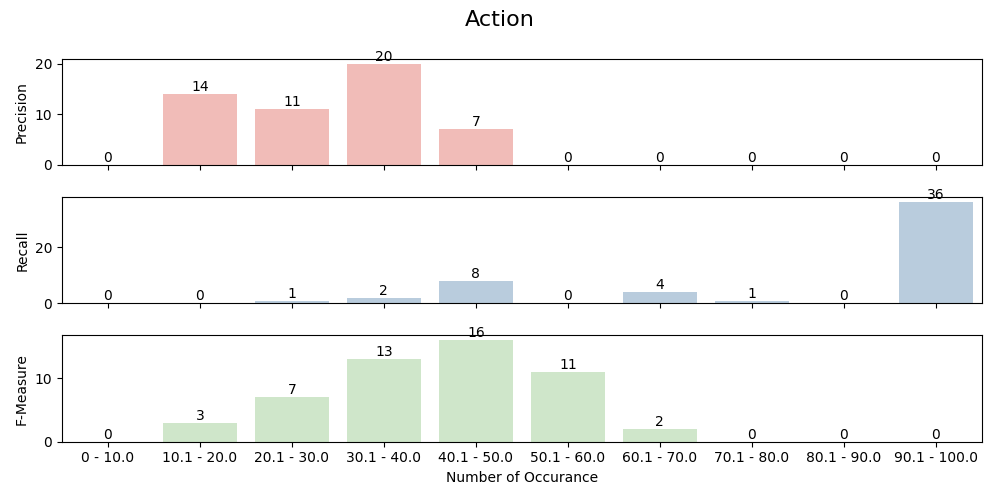 Action
Precision
20
10
0
0 14 11 20 7 0 0 0 0 0
Recall
20
0
0 0 1 2 8 0 4 1 0 36
F-Measure
10
0
0 3 7 13 16 11 2 0 0 0
0 - 10.0 10.1 - 20.0 20.1 - 30.0 30.1 - 40.0 40.1 - 50.0 50.1 - 60.0 60.1 - 70.0 70.1 - 80.0 80.1 - 90.0 90.1 - 100.0
Number of Occurance